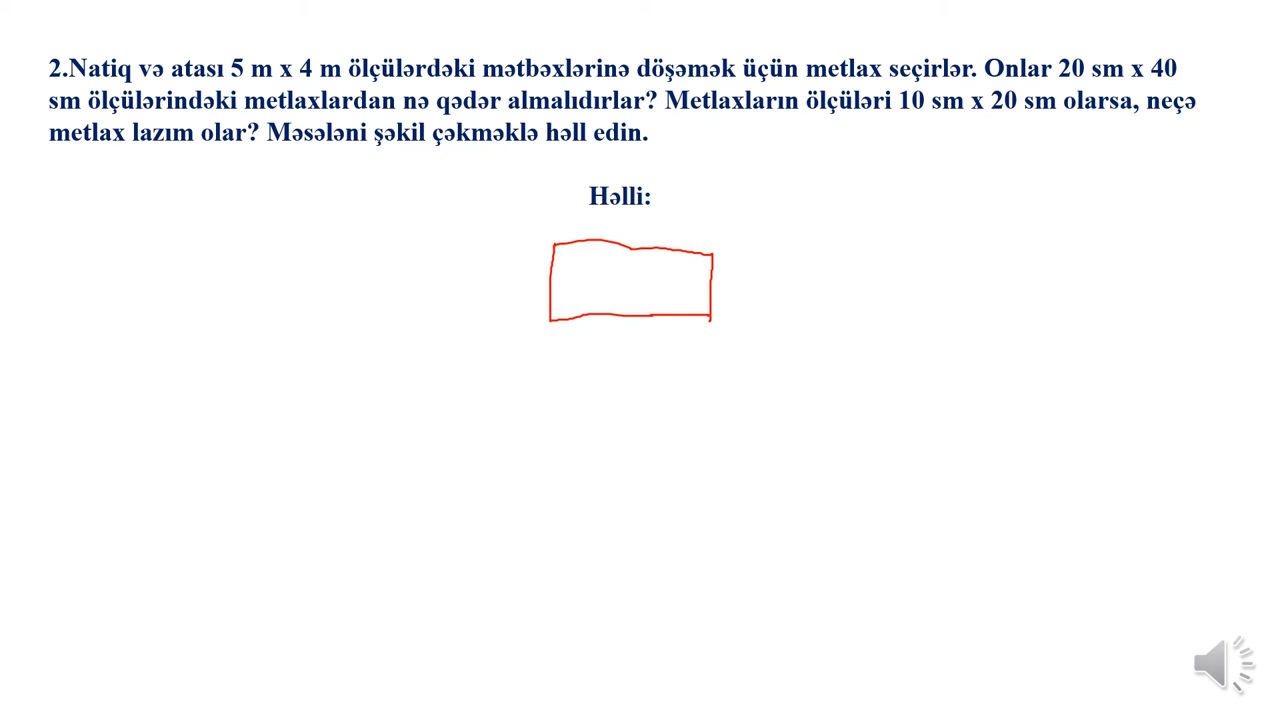 2.Natiq və atası 5 m x 4 m ölçülərdəki mətbəxlərinə döşəmək üçün metlax seçirlər. Onlar 20 sm x 40
sm ölçülərindəki metlaxlardan nə qədər almalıdırlar? Metlaxların ölçüləri 10 sm x 20 sm olarsa, neçə
metlax lazım olar? Məsələni şəkil çəkməklə həll edin.
Həlli: